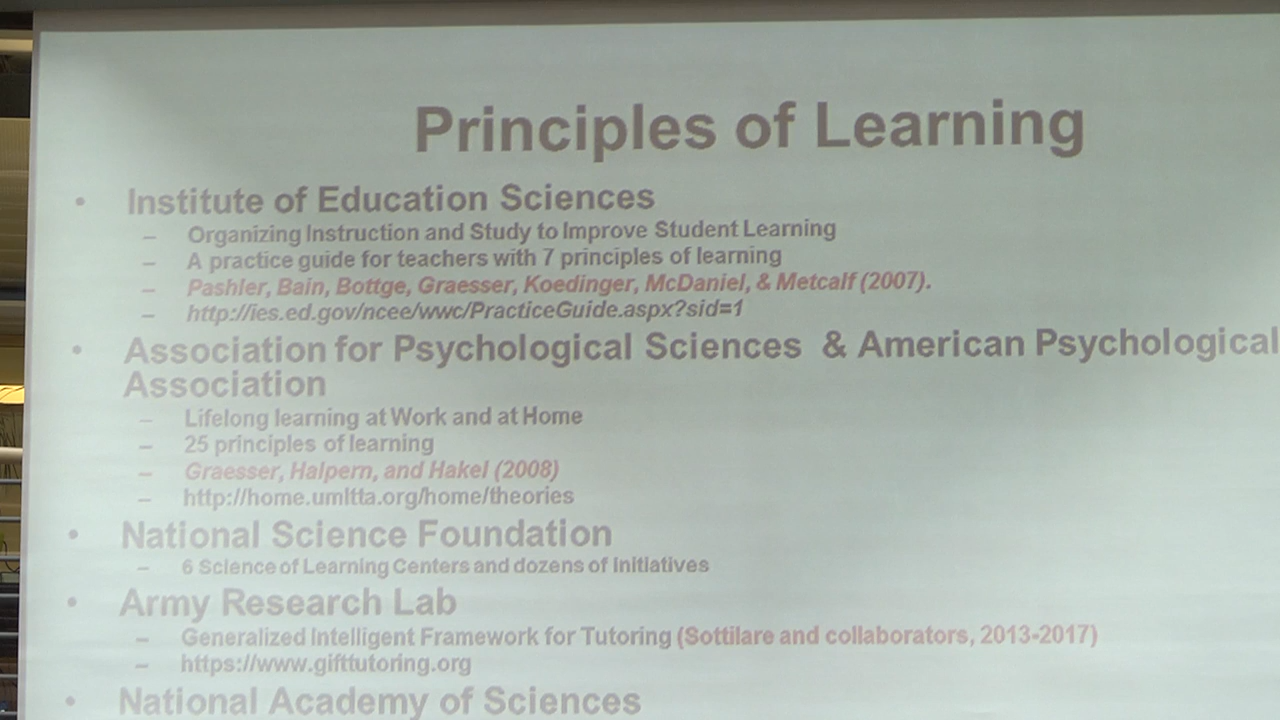 Principles of Learning
• Institute of Education Sciences
– Organizing Instruction and Study to Improve Student Learning
– A practice guide for teachers with 7 principles of learning
– Pashler, Bain, Bottge, Graesser, Koedinger, McDaniel, & Metcalf (2007).
– http://ies.ed.gov/ncee/wwc/PracticeGuide.aspx?sid=1
• Association for Psychological Sciences & American Psychological
Association
– Lifelong learning at Work and at Home
– 25 principles of learning
– Graesser, Halpern, and Hakel (2008)
– http://home.umltta.org/home/theories
• National Science Foundation
– 6 Science of Learning Centers and dozens of initiatives
• Army Research Lab
– Generalized Intelligent Framework for Tutoring (Sottilare and collaborators, 2013-2017)
– https://www.gifttutoring.org
• National Academy of Sciences